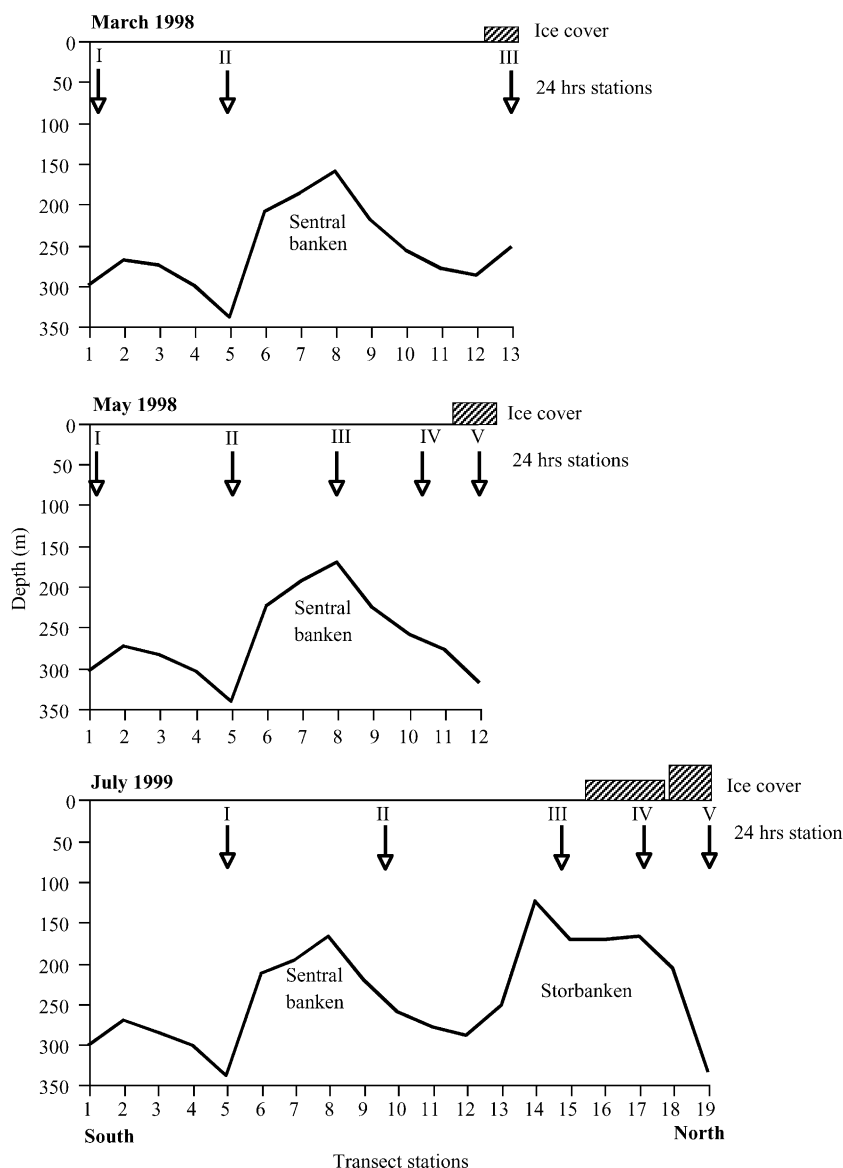 March 1998
Ice cover
0
I II III
50
24 hrs stations
100
150
200
Sentral
banken
250
300
350
1 2 3 4 5 6 7 8 9 10 11 12 13
May 1998
Ice cover
0
I II III IV V
50
24 hrs stations
100
150
200
Sentral
banken
250
300
350
1 2 3 4 5 6 7 8 9 10 11 12
Depth (m)
July 1999
Ice cover
0
I II III IV V
50
24 hrs station
100
150
200
Sentral
banken
Storbanken
250
300
350
1 2 3 4 5 6 7 8 9 10 11 12 13 14 15 16 17 18 19
South North
Transect stations